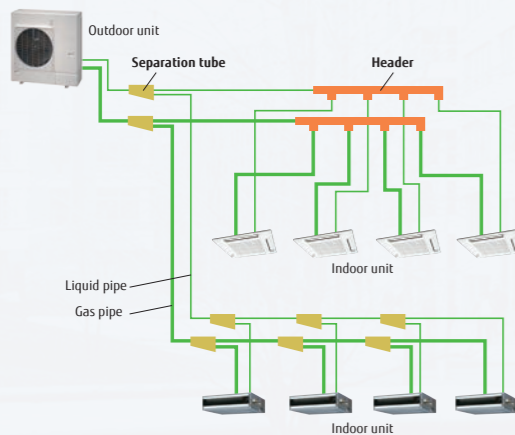 Outdoor unit
Separation tube
Header
Indoor unit
Liquid pipe
Gas pipe
Indoor unit